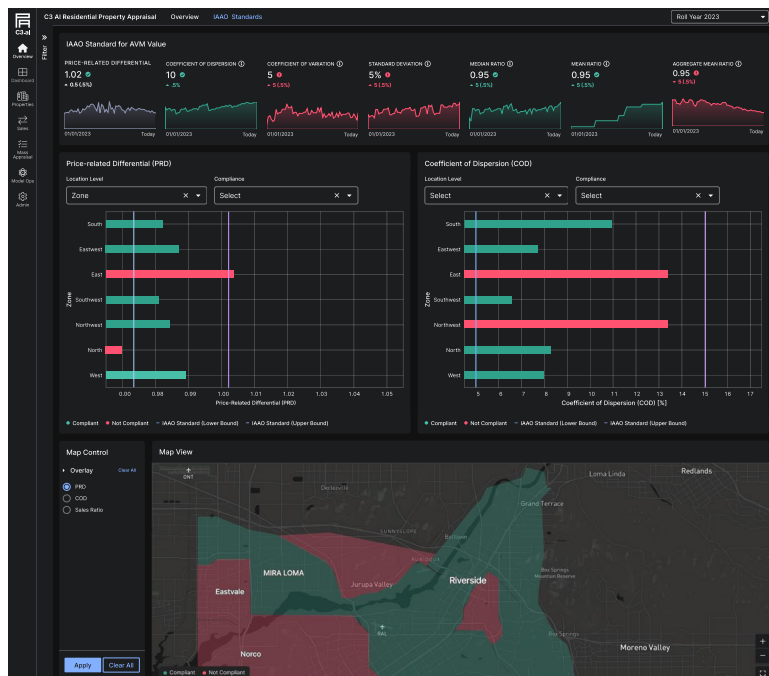 C3.ai
C3 AI Residential Property Appraisal
Overview
IAAO Standards
Roll Year 2023
Filter
Overview
Dashboard
Properties
Sales
Mass
Appraisal
Model Ops
Admin
IAAO Standard for AVM Value
PRICE-RELATED DIFFERENTIAL
1.02
0.5 (.5%)
01/01/2023 Today
COEFFICIENT OF DISPERSION
10
.5%
01/01/2023 Today
COEFFICIENT OF VARIATION
5
5 (.5%)
01/01/2023 Today
STANDARD DEVIATION
5%
5 (.5%)
01/01/2023 Today
MEDIAN RATIO
0.95
5 (.5%)
01/01/2023 Today
MEAN RATIO
0.95
5 (.5%)
01/01/2023 Today
AGGREGATE MEAN RATIO
0.95
5 (.5%)
01/01/2023 Today
Price-related Differential (PRD)
Location Level Compliance
Zone Select
Zone
South
Eastwest
East
Southwest
Northwest
North
West
0.00 0.98 0.99 1.00 1.01 1.02 1.03 1.04 1.05
Price-Related Differential (PRD)
Compliant Not Compliant IAAO Standard (Lower Bound) IAAO Standard (Upper Bound)
Coefficient of Dispersion (COD)
Location Level Compliance
Select Select
Zone
South
Eastwest
East
Southwest
Northwest
North
West
5 6 7 8 9 10 11 12 13 14 15 16 17
Coefficient of Dispersion (COD) [%]
Compliant Not Compliant IAAO Standard (Lower Bound) IAAO Standard (Upper Bound)
Map Control
Overlay Clear All
PRD
COD
Sales Ratio
Apply Clear All
Map View
ONT
Loma Linda
Redlands
Grand Terrace
SUNNYSLOPE
MIRA LOMA
Jurupa Valley
Riverside
Box Springs
Mountain Reserve
Eastvale
RAL
Box Springs
Norco
Moreno Valley
Compliant Not Compliant